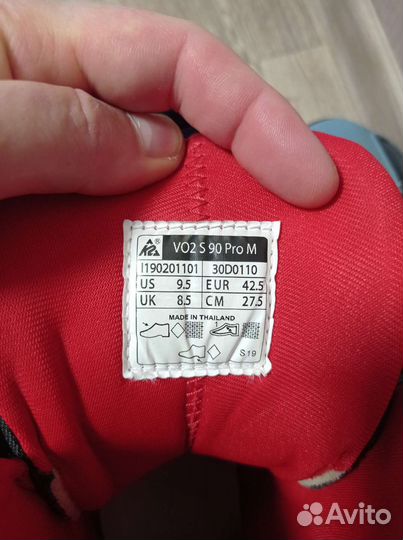 K2 VO2 S 90 Pro M
I190201101 30D0110
US 9.5 EUR 42.5
UK 8.5 CM 27.5
MADE IN THAILAND
S19
Avito